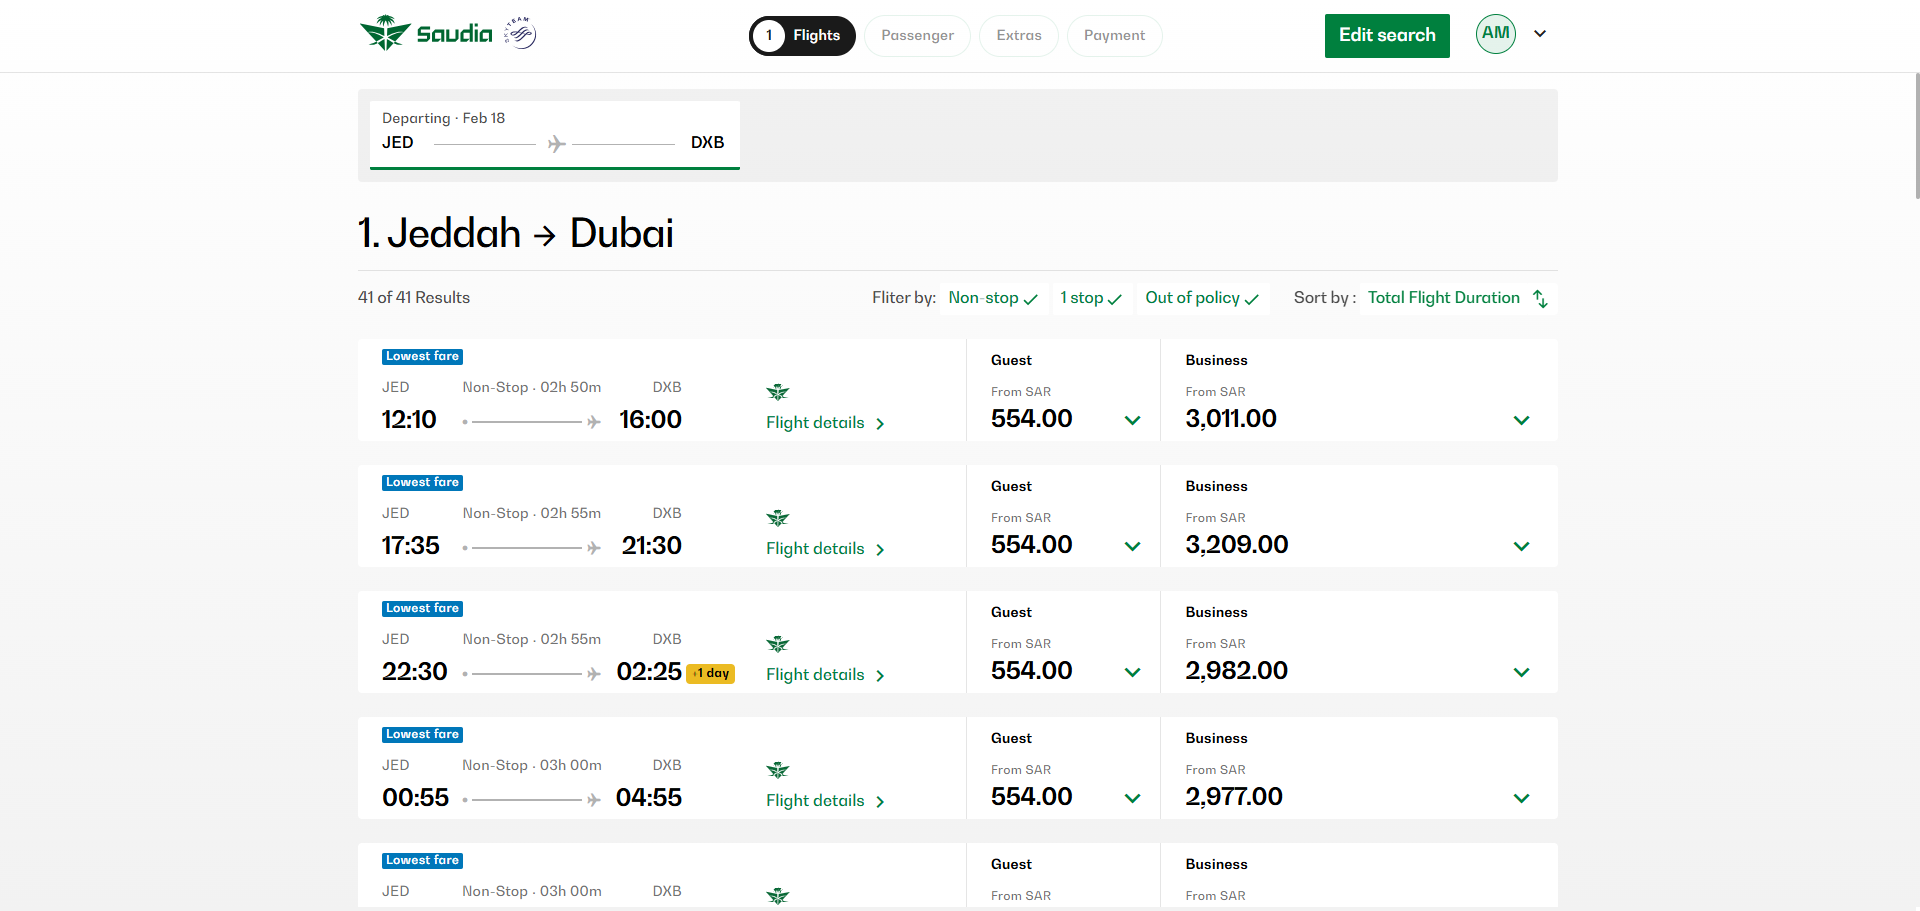 Saudia
SKYTEAM
1 Flights
Passenger
Extras
Payment
Edit search
AM
Departing · Feb 18
JED
DXB
1. Jeddah → Dubai
41 of 41 Results
Fliter by: Non-stop 1 stop Out of policy Sort by : Total Flight Duration
Lowest fare
JED Non-Stop · 02h 50m DXB
12:10 16:00
Flight details
Guest
From SAR
554.00
Business
From SAR
3,011.00
Lowest fare
JED Non-Stop · 02h 55m DXB
17:35 21:30
Flight details
Guest
From SAR
554.00
Business
From SAR
3,209.00
Lowest fare
JED Non-Stop · 02h 55m DXB
22:30 02:25 +1 day
Flight details
Guest
From SAR
554.00
Business
From SAR
2,982.00
Lowest fare
JED Non-Stop · 03h 00m DXB
00:55 04:55
Flight details
Guest
From SAR
554.00
Business
From SAR
2,977.00
Lowest fare
JED Non-Stop · 03h 00m DXB
Guest
From SAR
Business
From SAR